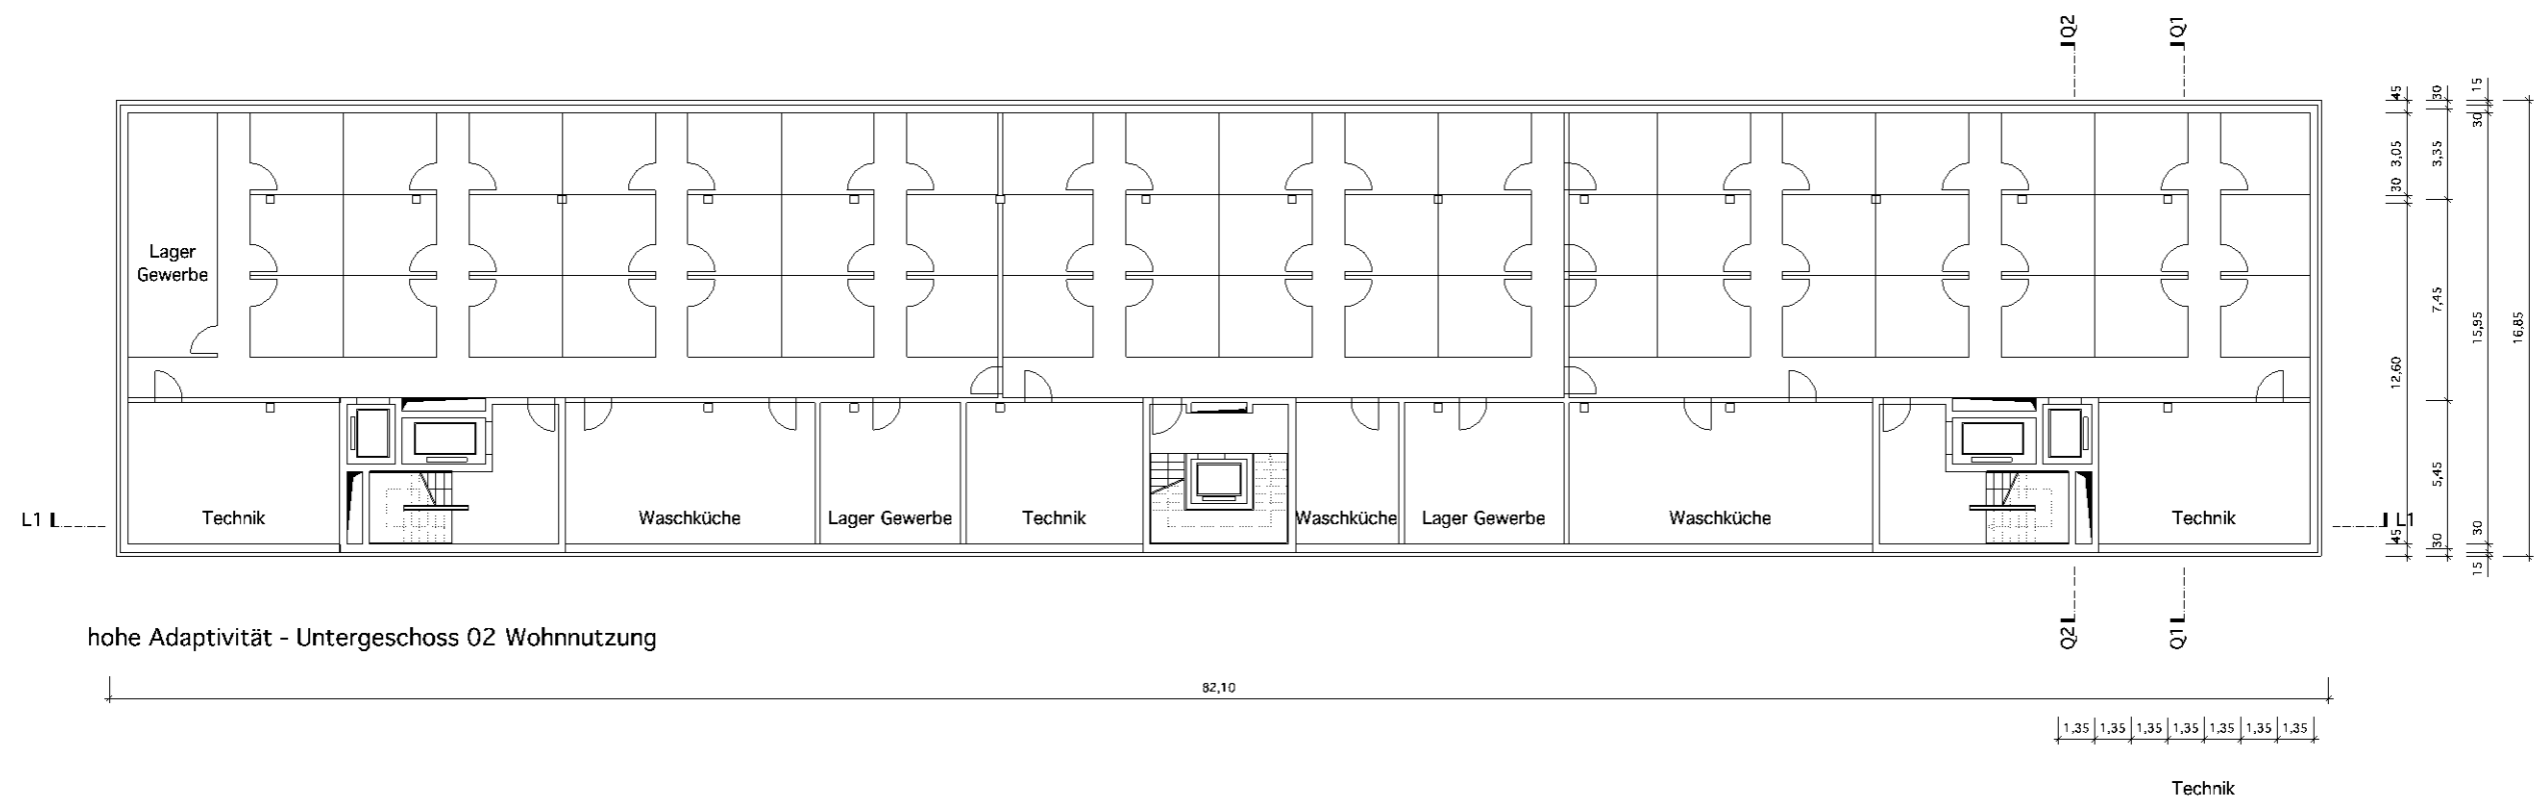 Q2
Q1
45
30
15
30
3,05
3,35
30
Lager
Gewerbe
7,45
15,95
16,85
12,60
5,45
L1
Technik
Waschküche
Lager Gewerbe
Technik
Waschküche
Lager Gewerbe
Waschküche
Technik
L1
45
30
30
15
hohe Adaptivität - Untergeschoss 02 Wohnnutzung
Q2
Q1
82,10
1,35 1,35 1,35 1,35 1,35 1,35 1,35
Technik